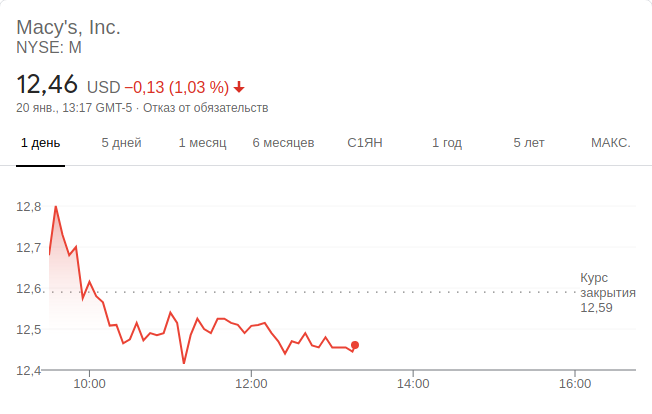 Macy's, Inc.
NYSE: M
12,46 USD −0,13 (1,03 %)
20 янв., 13:17 GMT-5 · Отказ от обязательств
1 день 5 дней 1 месяц 6 месяцев С1ЯН 1 год 5 лет МАКС.
12,8
12,7
12,6
12,5
12,4
Курс
закрытия
12,59
10:00 12:00 14:00 16:00